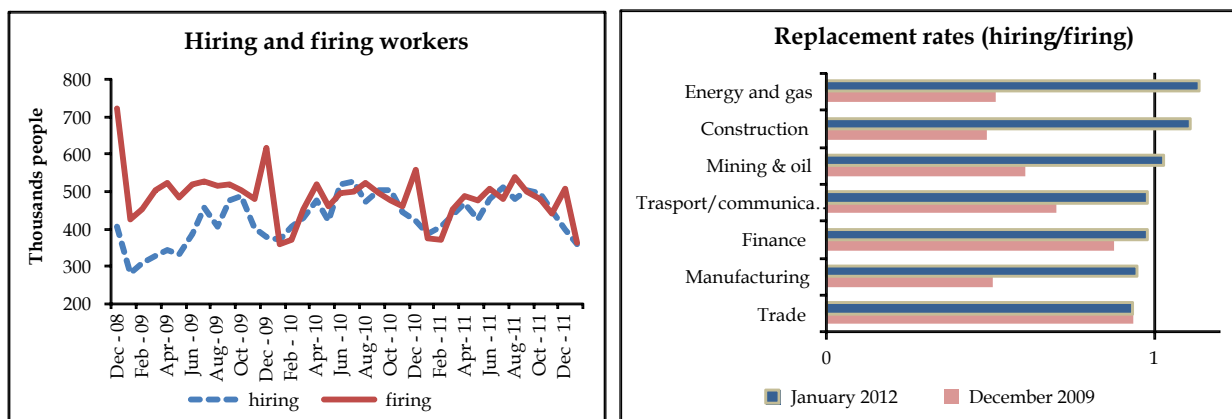 Hiring and firing workers
Thousands people
800
700
600
500
400
300
200
Dec - 08
Feb - 09
Apr- 09
Jun - 09
Aug- 09
Oct - 09
Dec - 09
Feb - 10
Apr- 10
Jun - 10
Aug- 10
Oct - 10
Dec - 10
Feb - 11
Apr- 11
Jun - 11
Aug- 11
Oct - 11
Dec - 11
hiring firing
Replacement rates (hiring/firing)
Energy and gas
Construction
Mining & oil
Trasport/communica…
Finance
Manufacturing
Trade
0 1
January 2012 December 2009